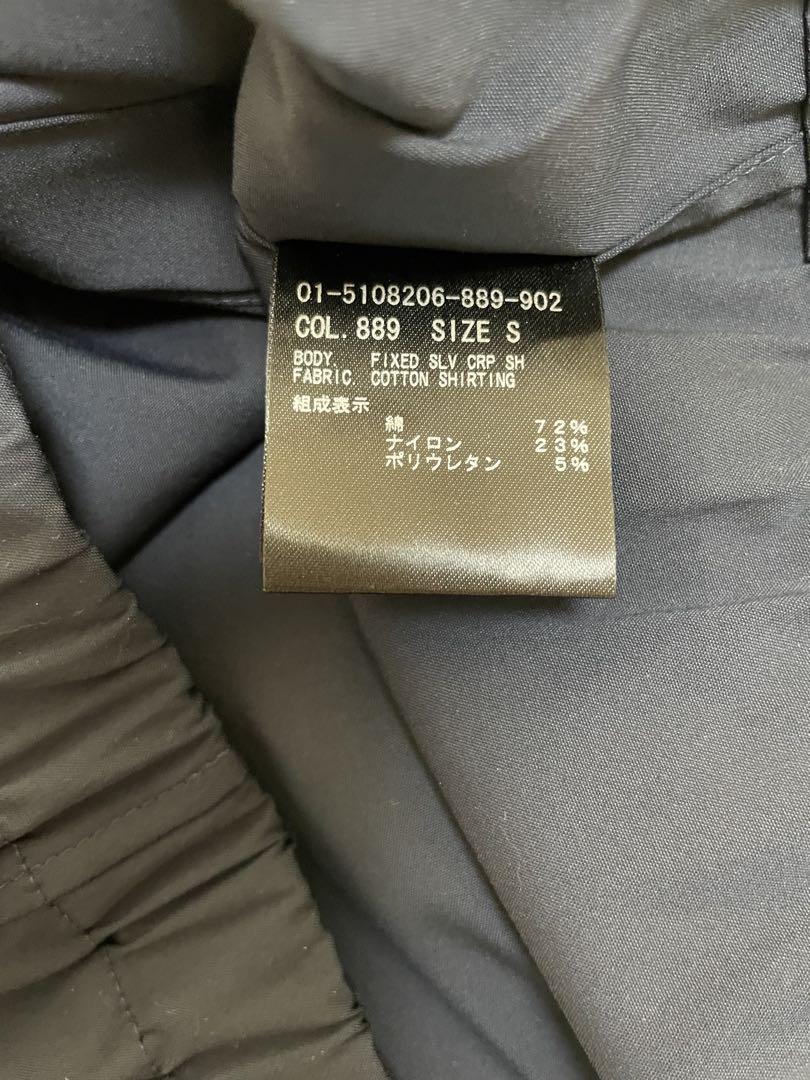 01-5108206-889-902
COL. 889 SIZE S
BODY. FIXED SLV CRP SH
FABRIC. COTTON SHIRTING
組成表示
綿 72%
ナイロン 23%
ポリウレタン 5%